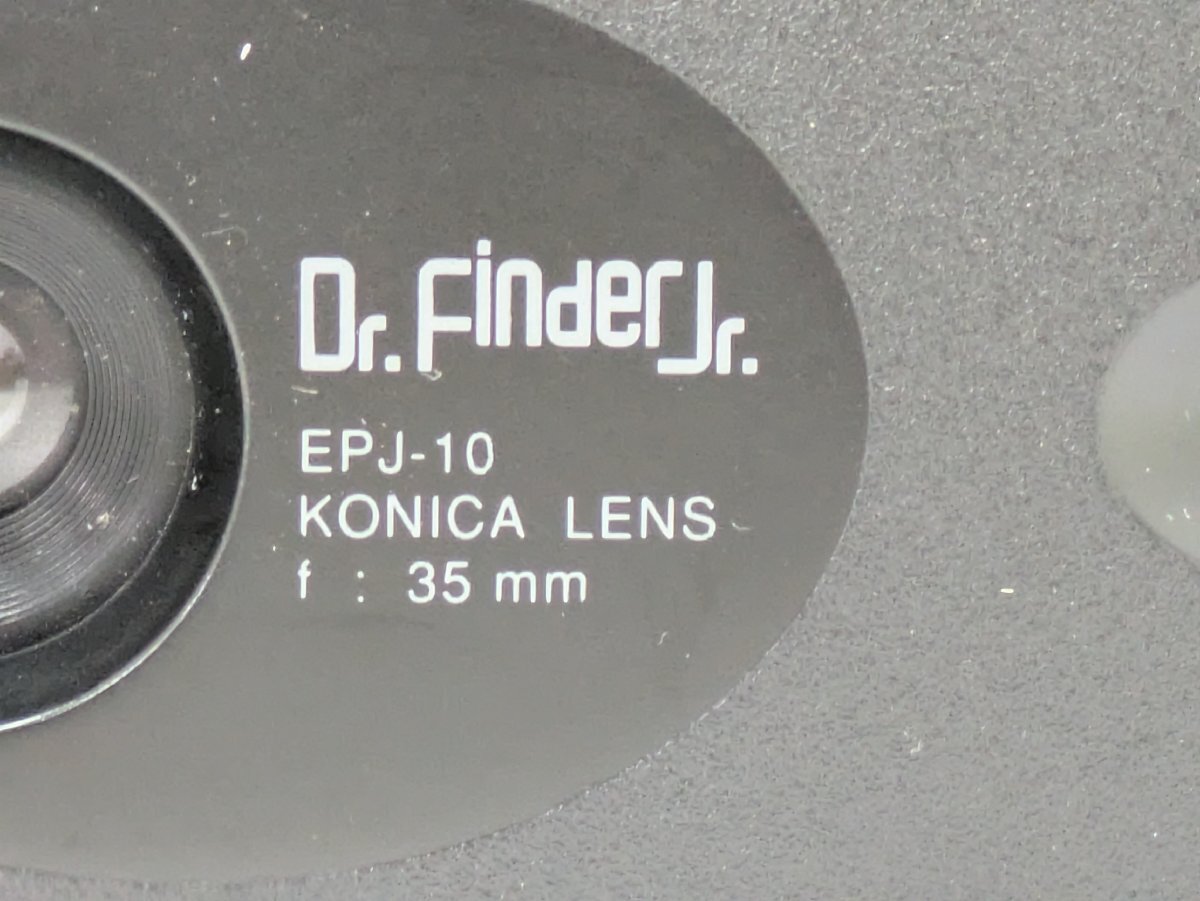 Dr. Finder Jr.
EPJ-10
KONICA LENS
f : 35 mm